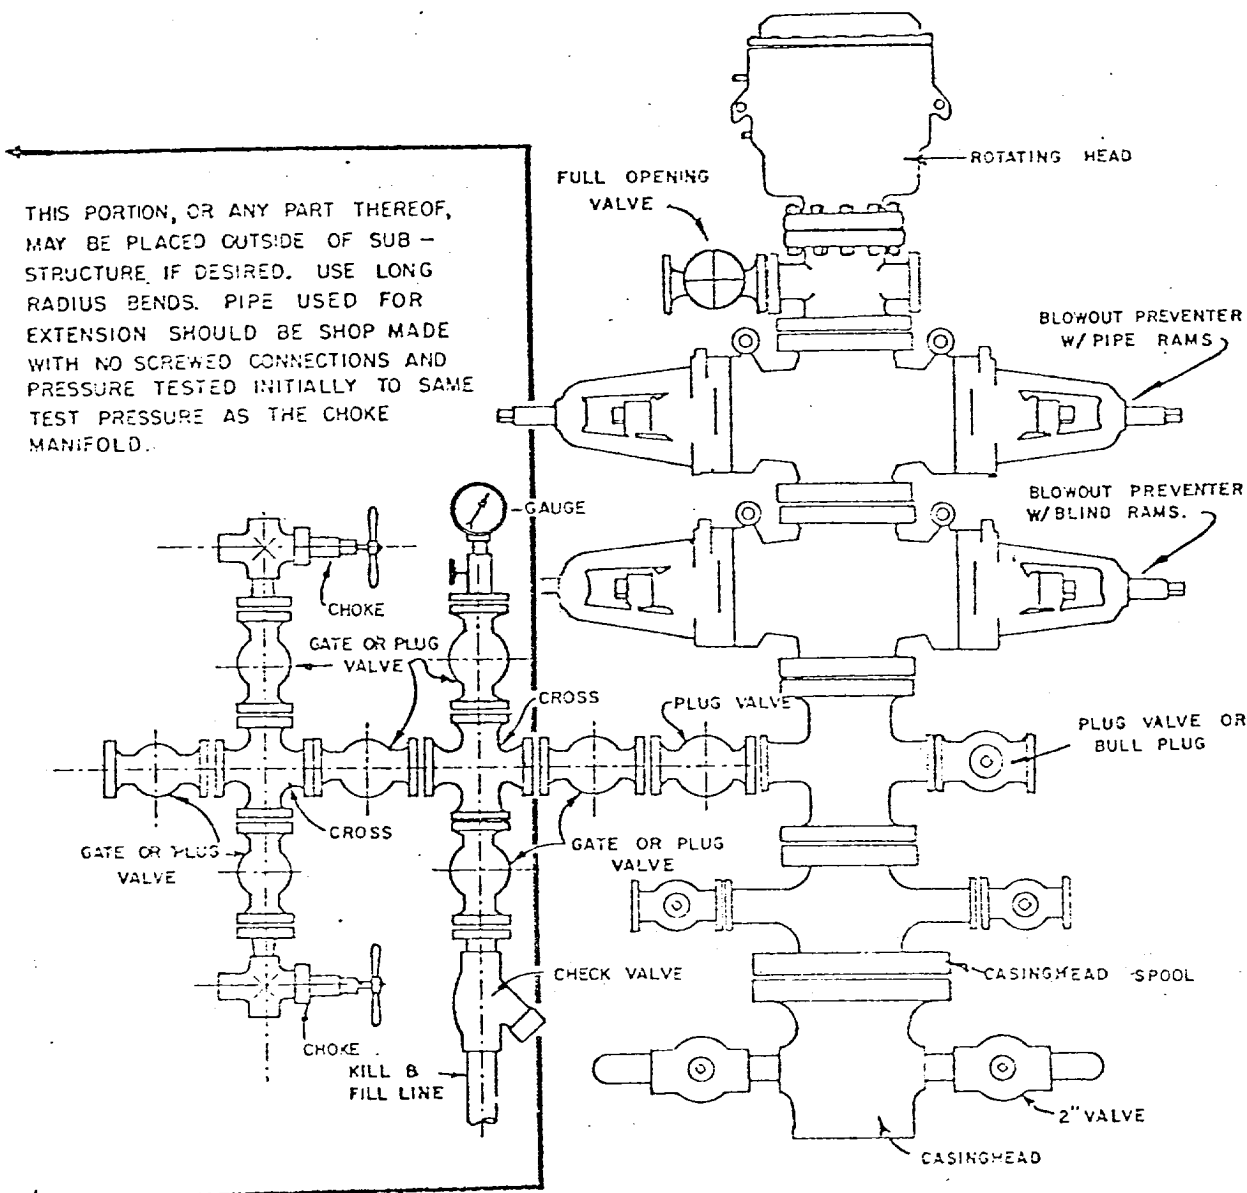 ROTATING HEAD
FULL OPENING
VALVE
THIS PORTION, OR ANY PART THEREOF,
MAY BE PLACED OUTSIDE OF SUB-
STRUCTURE IF DESIRED. USE LONG
RADIUS BENDS. PIPE USED FOR
EXTENSION SHOULD BE SHOP MADE
WITH NO SCREWED CONNECTIONS AND
PRESSURE TESTED INITIALLY TO SAME
TEST PRESSURE AS THE CHOKE
MANIFOLD.
BLOWOUT PREVENTER
W/PIPE RAMS
BLOWOUT PREVENTER
W/BLIND RAMS.
GAUGE
CHOKE
GATE OR PLUG
VALVE
CROSS
PLUG VALVE
PLUG VALVE OR
BULL PLUG
CROSS
GATE OR PLUG
VALVE
GATE OR PLUG
VALVE
CHECK VALVE
CASINGHEAD SPOOL
CHOKE
KILL &
FILL LINE
2" VALVE
CASINGHEAD